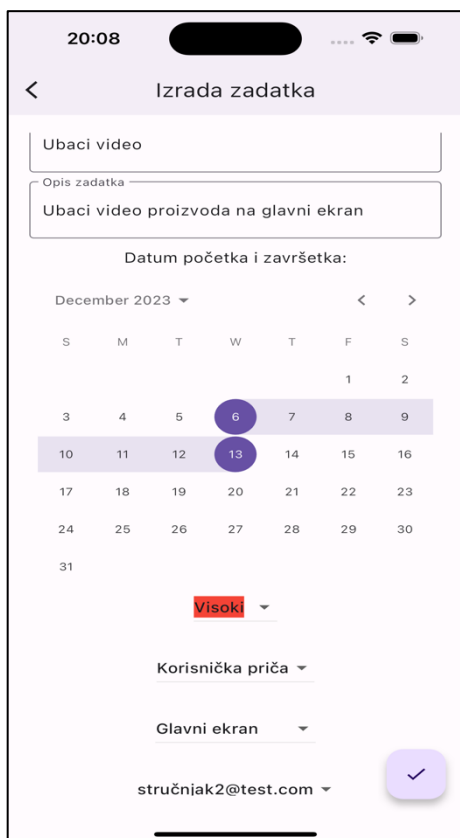 20:08
Izrada zadatka
Ubaci video
Opis zadatka
Ubaci video proizvoda na glavni ekran
Datum početka i završetka:
December 2023
S M T W T F S
1 2
3 4 5 6 7 8 9
10 11 12 13 14 15 16
17 18 19 20 21 22 23
24 25 26 27 28 29 30
31
Visoki
Korisnička priča
Glavni ekran
stručnjak2@test.com